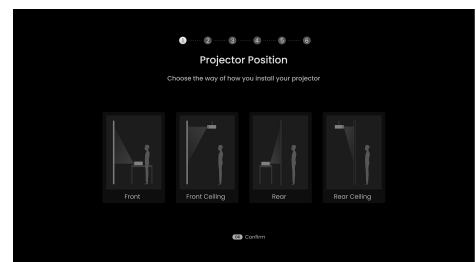 1 2 3 4 5 6
Projector Position
Choose the way of how you install your projector
Front Front Ceiling Rear Rear Ceiling
OK Confirm